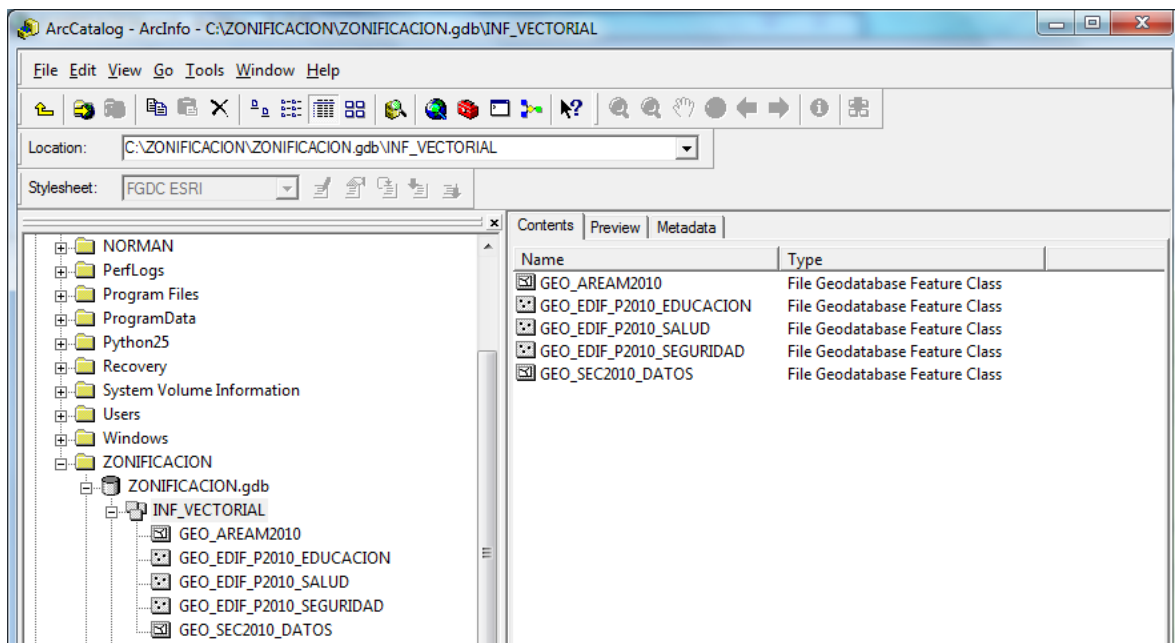 ArcCatalog - ArcInfo - C:\ZONIFICACION\ZONIFICACION.gdb\INF_VECTORIAL
File Edit View Go Tools Window Help
Location: C:\ZONIFICACION\ZONIFICACION.gdb\INF_VECTORIAL
Stylesheet: FGDC ESRI
NORMAN
PerfLogs
Program Files
ProgramData
Python25
Recovery
System Volume Information
Users
Windows
ZONIFICACION
ZONIFICACION.gdb
INF_VECTORIAL
GEO_AREAM2010
GEO_EDIF_P2010_EDUCACION
GEO_EDIF_P2010_SALUD
GEO_EDIF_P2010_SEGURIDAD
GEO_SEC2010_DATOS
Contents Preview Metadata
Name Type
GEO_AREAM2010 File Geodatabase Feature Class
GEO_EDIF_P2010_EDUCACION File Geodatabase Feature Class
GEO_EDIF_P2010_SALUD File Geodatabase Feature Class
GEO_EDIF_P2010_SEGURIDAD File Geodatabase Feature Class
GEO_SEC2010_DATOS File Geodatabase Feature Class